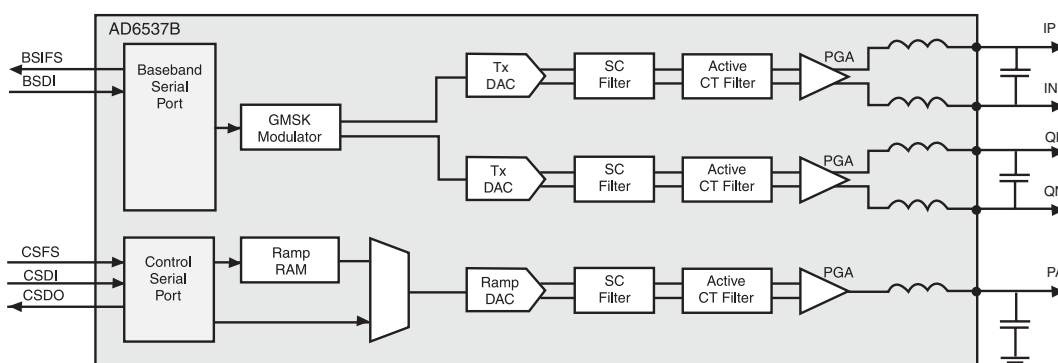 AD6537B
BSIFS
BSDI
Baseband
Serial
Port
GMSK
Modulator
Tx
DAC
SC
Filter
Active
CT Filter
PGA
IP
IN
Tx
DAC
SC
Filter
Active
CT Filter
PGA
QN
CSFS
CSDI
CSDO
Control
Serial
Port
Ramp
RAM
Ramp
DAC
SC
Filter
Active
CT Filter
PGA
PA